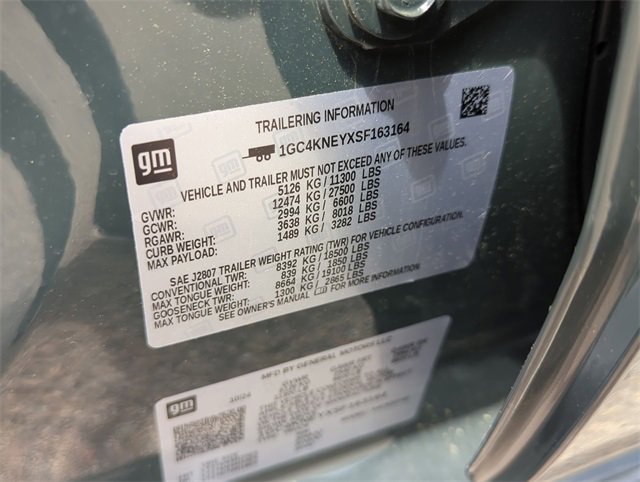 TRAILERING INFORMATION
gm
1GC4KNEYXSF163164
VEHICLE AND TRAILER MUST NOT EXCEED ANY OF THESE VALUES.
GVWR: 5126 KG / 11300 LBS
GCWR: 12474 KG / 27500 LBS
RGAWR: 2994 KG / 6600 LBS
CURB WEIGHT: 3638 KG / 8018 LBS
MAX PAYLOAD: 1489 KG / 3282 LBS
SAE J2807 TRAILER WEIGHT RATING (TWR) FOR VEHICLE CONFIGURATION.
CONVENTIONAL TWR: 8392 KG / 18500 LBS
MAX TONGUE WEIGHT: 839 KG / 1850 LBS
GOOSENECK TWR: 8664 KG / 19100 LBS
MAX TONGUE WEIGHT: 1300 KG / 2865 LBS
SEE OWNER'S MANUAL FOR MORE INFORMATION
MFD BY GENERAL MOTORS LLC
gm
10/24
GVWR